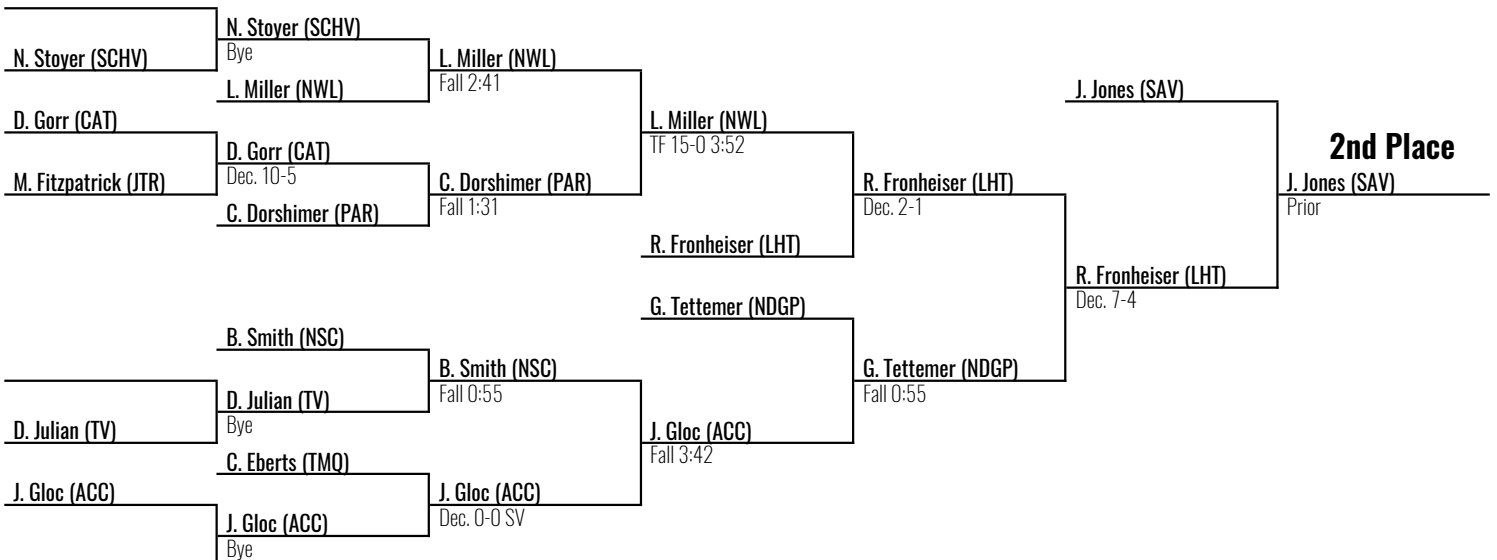 N. Stoyer (SCHV)
N. Stoyer (SCHV)
Bye
L. Miller (NWL)
L. Miller (NWL)
Fall 2:41
D. Gorr (CAT)
M. Fitzpatrick (JTR)
D. Gorr (CAT)
Dec. 10-5
C. Dorshimer (PAR)
C. Dorshimer (PAR)
Fall 1:31
L. Miller (NWL)
TF 15-0 3:52
R. Fronheiser (LHT)
R. Fronheiser (LHT)
Dec. 2-1
G. Tettemer (NDGP)
B. Smith (NSC)
D. Julian (TV)
D. Julian (TV)
Bye
B. Smith (NSC)
Fall 0:55
C. Eberts (TMQ)
J. Gloc (ACC)
J. Gloc (ACC)
Bye
J. Gloc (ACC)
Dec. 0-0 SV
J. Gloc (ACC)
Fall 3:42
G. Tettemer (NDGP)
Fall 0:55
R. Fronheiser (LHT)
Dec. 7-4
J. Jones (SAV)
2nd Place
J. Jones (SAV)
Prior